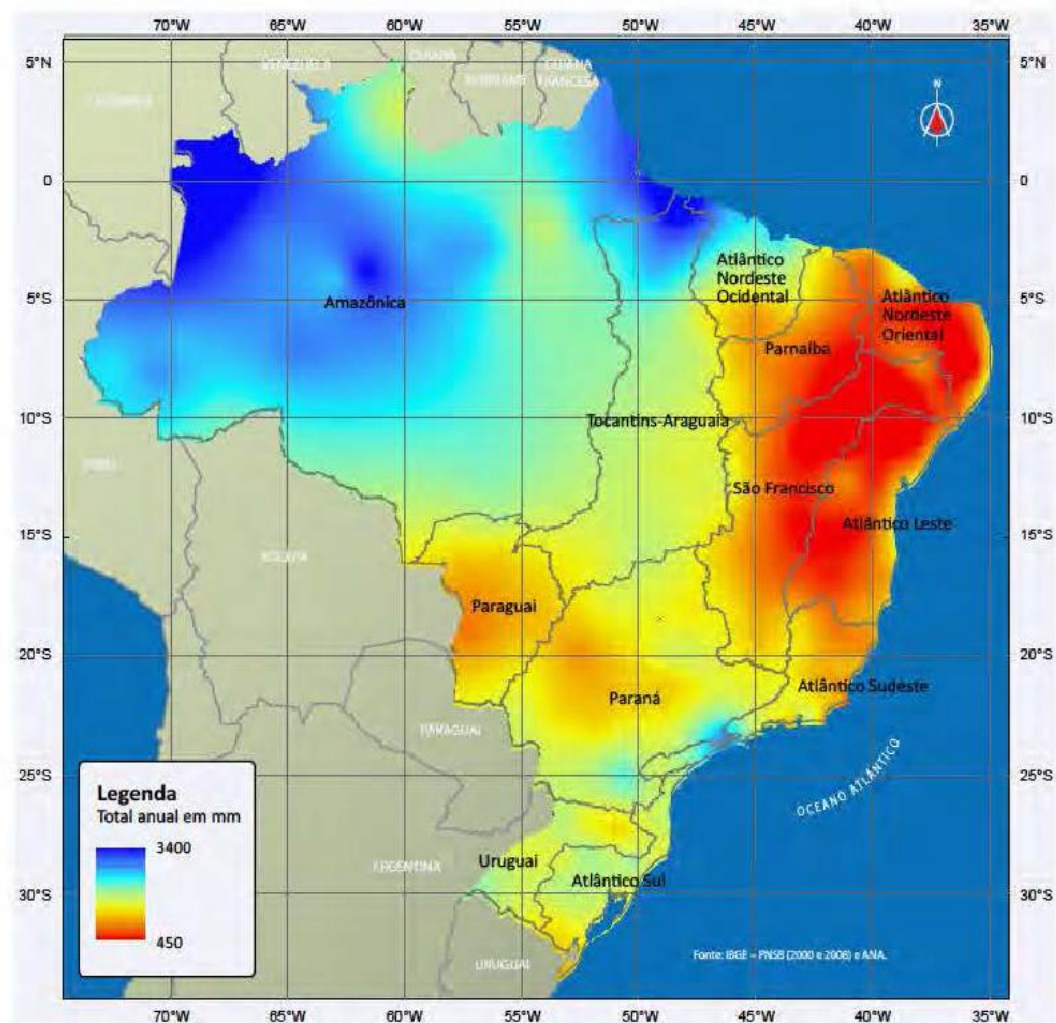 70°W 65°W 60°W 55°W 50°W 45°W 40°W 35°W
5°N 5°N
VENEZUELA
SURINAME
FRANCESA
N
0 0
Atlântico
Nordeste
Ocidental
Amazônica
5°S 5°S
Atlântico
Nordeste
Oriental
Parnaíba
10°S 10°S
Tocantins-Araguaia
São Francisco
Atlântico Leste
15°S 15°S
BOLÍVIA
Paraguai
20°S 20°S
Atlântico Sudeste
Paraná
PARAGUAI
25°S 25°S
OCEANO ATLÂNTICO
Legenda
Total anual em mm
3400
450
ARGENTINA
Uruguai
Atlântico Sul
30°S 30°S
URUGUAI
Fonte: IBGE – PNSB (2000 e 2008) e ANA.
70°W 65°W 60°W 55°W 50°W 45°W 40°W 35°W